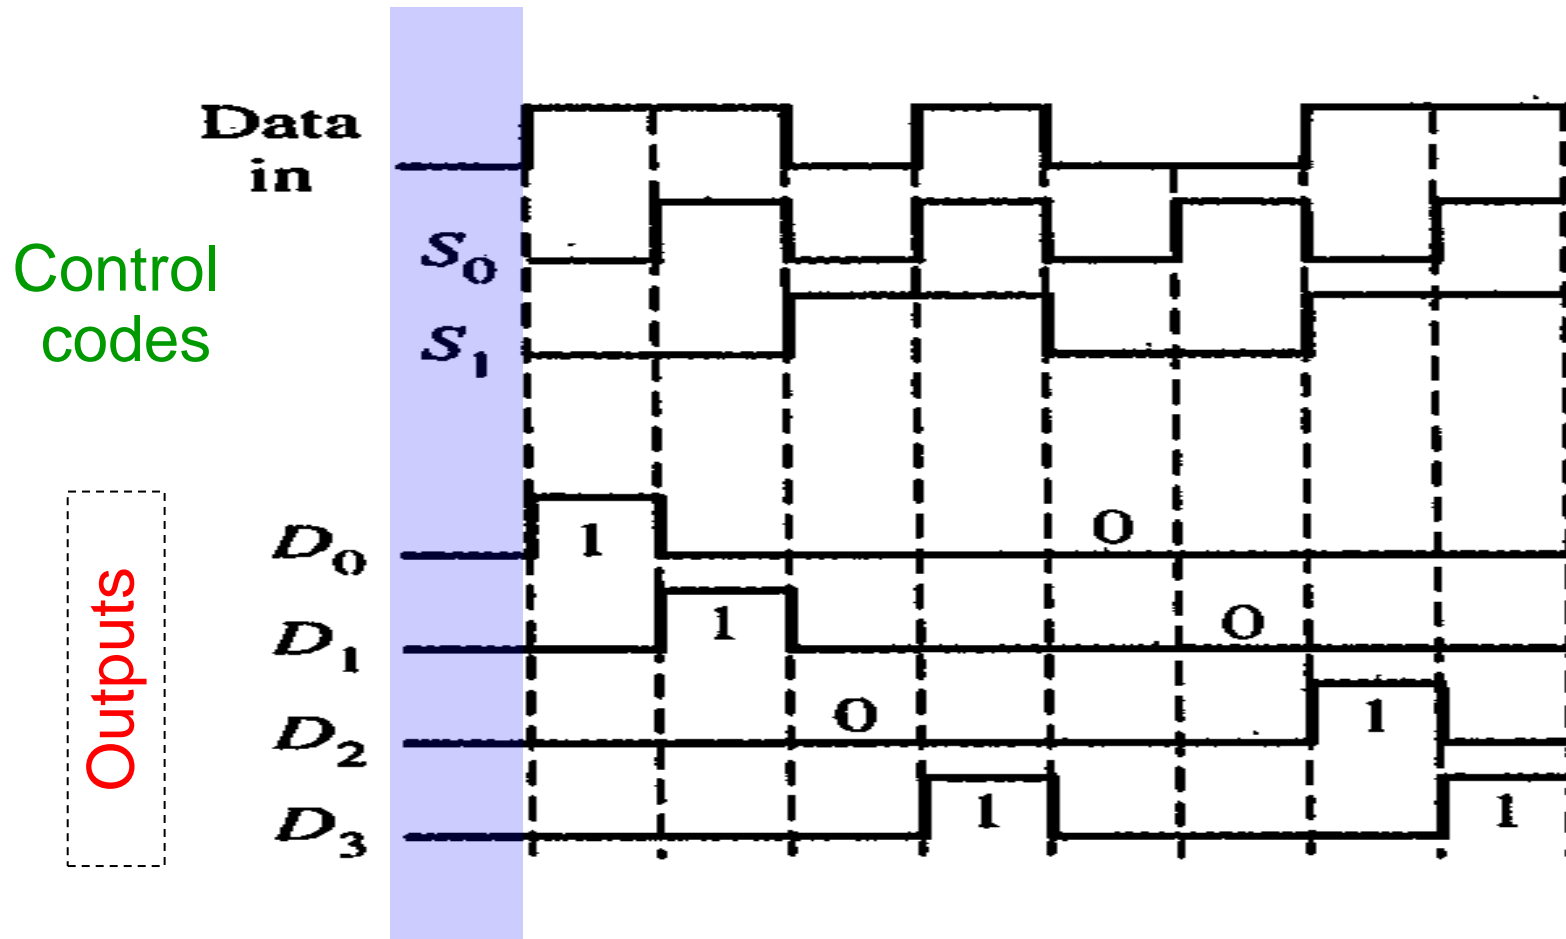 Data
in
Control
codes
S₀
S₁
Outputs
D₀ 1 0
D₁ 1 0
D₂ 0 1
D₃ 1 1